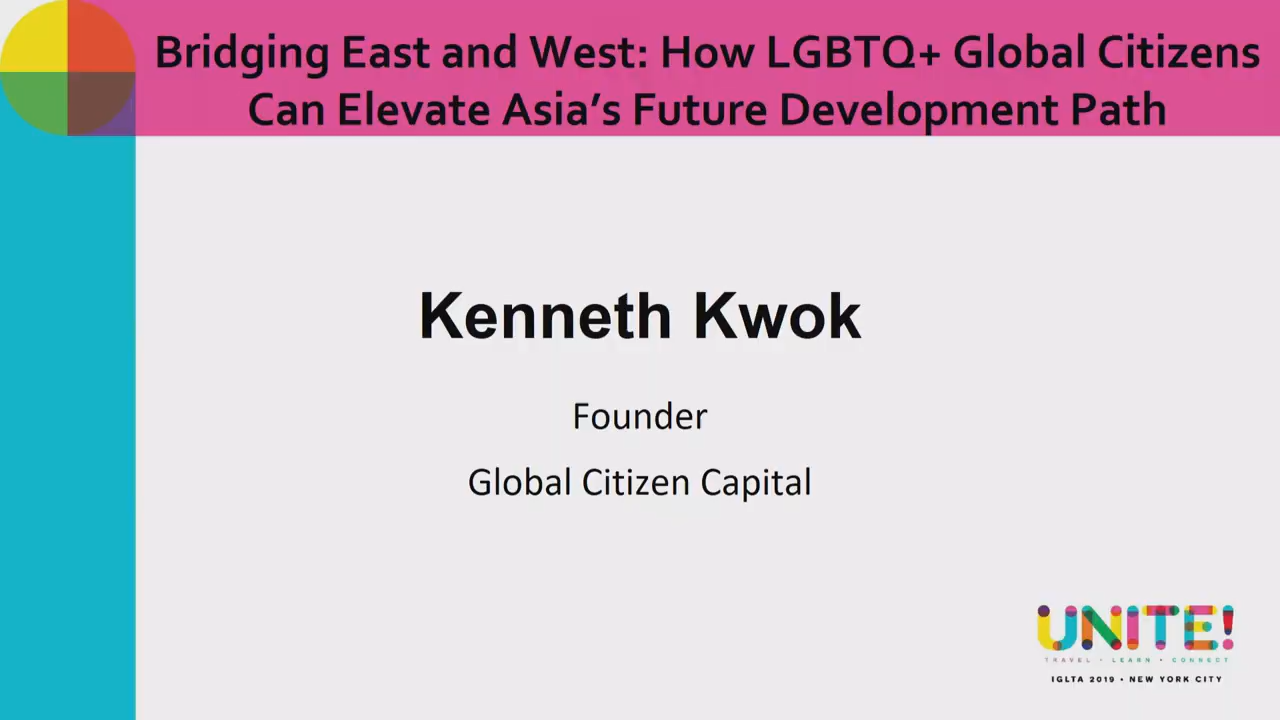 Bridging East and West: How LGBTQ+ Global Citizens
Can Elevate Asia’s Future Development Path
Kenneth Kwok
Founder
Global Citizen Capital
UNITE!
TRAVEL • LEARN • CONNECT
IGLTA 2019 • NEW YORK CITY